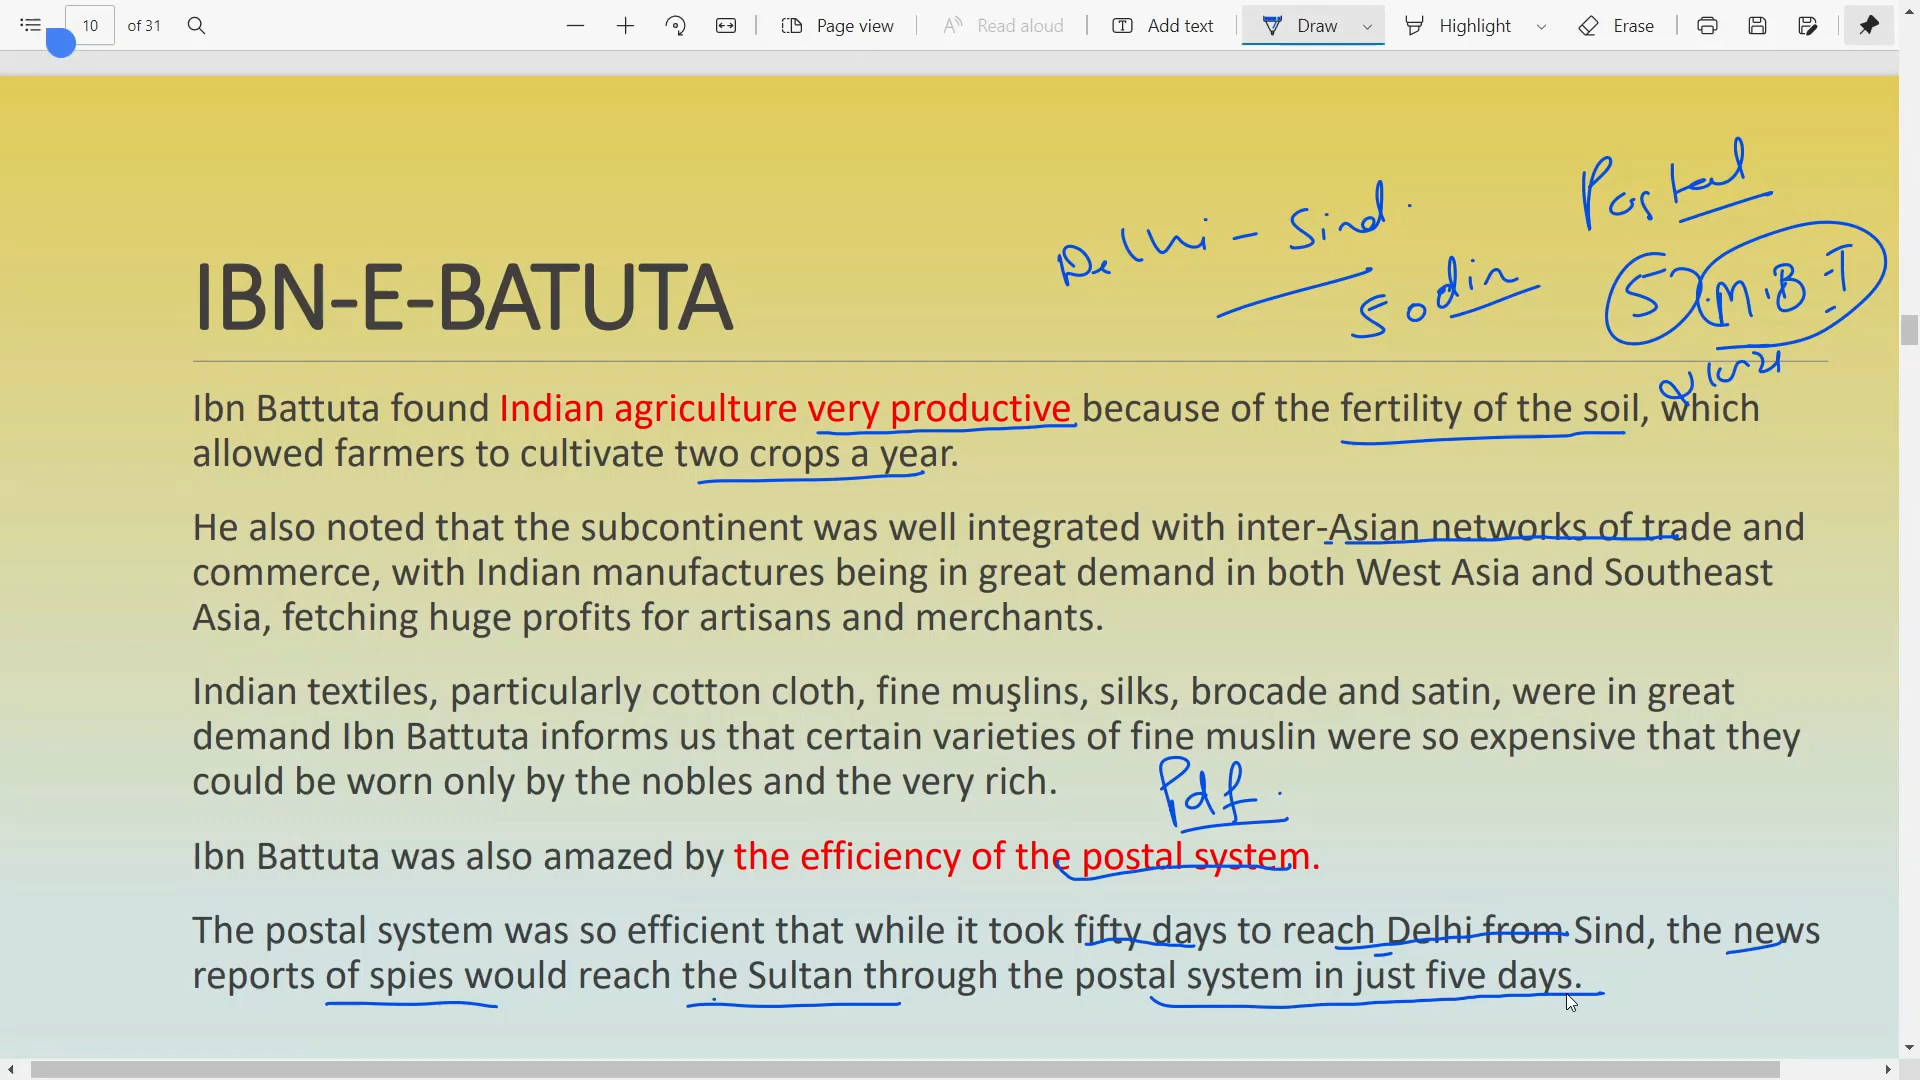 10 of 31 Page view Read aloud Add text Draw Highlight Erase
Postal
Delhi - Sind.
50 din
5 M.B.T
IBN-E-BATUTA
Ibn Battuta found Indian agriculture very productive because of the fertility of the soil, which
allowed farmers to cultivate two crops a year.
He also noted that the subcontinent was well integrated with inter-Asian networks of trade and
commerce, with Indian manufactures being in great demand in both West Asia and Southeast
Asia, fetching huge profits for artisans and merchants.
Indian textiles, particularly cotton cloth, fine muşlins, silks, brocade and satin, were in great
demand Ibn Battuta informs us that certain varieties of fine muslin were so expensive that they
could be worn only by the nobles and the very rich.
Pdf.
Ibn Battuta was also amazed by the efficiency of the postal system.
The postal system was so efficient that while it took fifty days to reach Delhi from Sind, the news
reports of spies would reach the Sultan through the postal system in just five days.